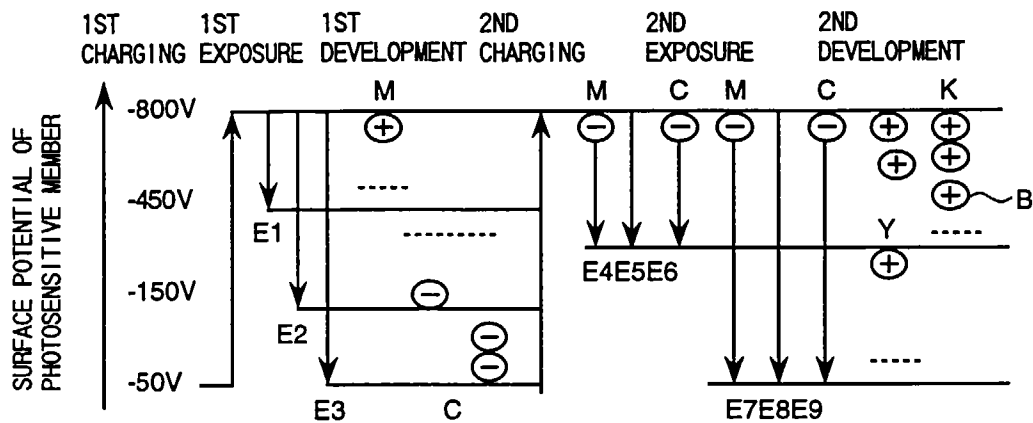 1ST CHARGING
1ST EXPOSURE
1ST DEVELOPMENT
2ND CHARGING
2ND EXPOSURE
2ND DEVELOPMENT
SURFACE POTENTIAL OF
PHOTOSENSITIVE MEMBER
-800V
-450V
-150V
-50V
M
M
C
M
C
K
+
-
-
-
-
+
+
+
+
+
B
E1
Y
+
E4E5E6
-
E2
-
-
E3
C
E7E8E9